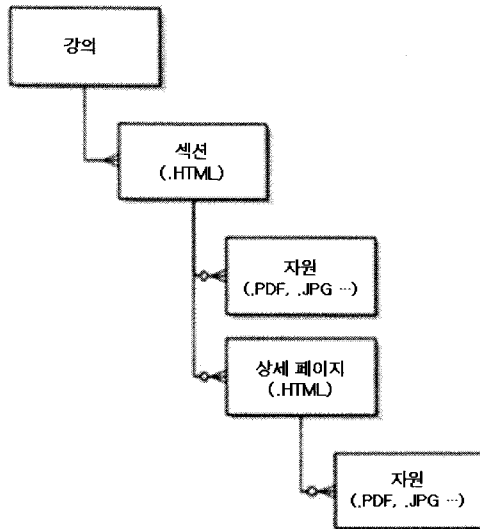 강의
섹션
(.HTML)
자원
(.PDF, .JPG …)
상세 페이지
(.HTML)
자원
(.PDF, .JPG …)